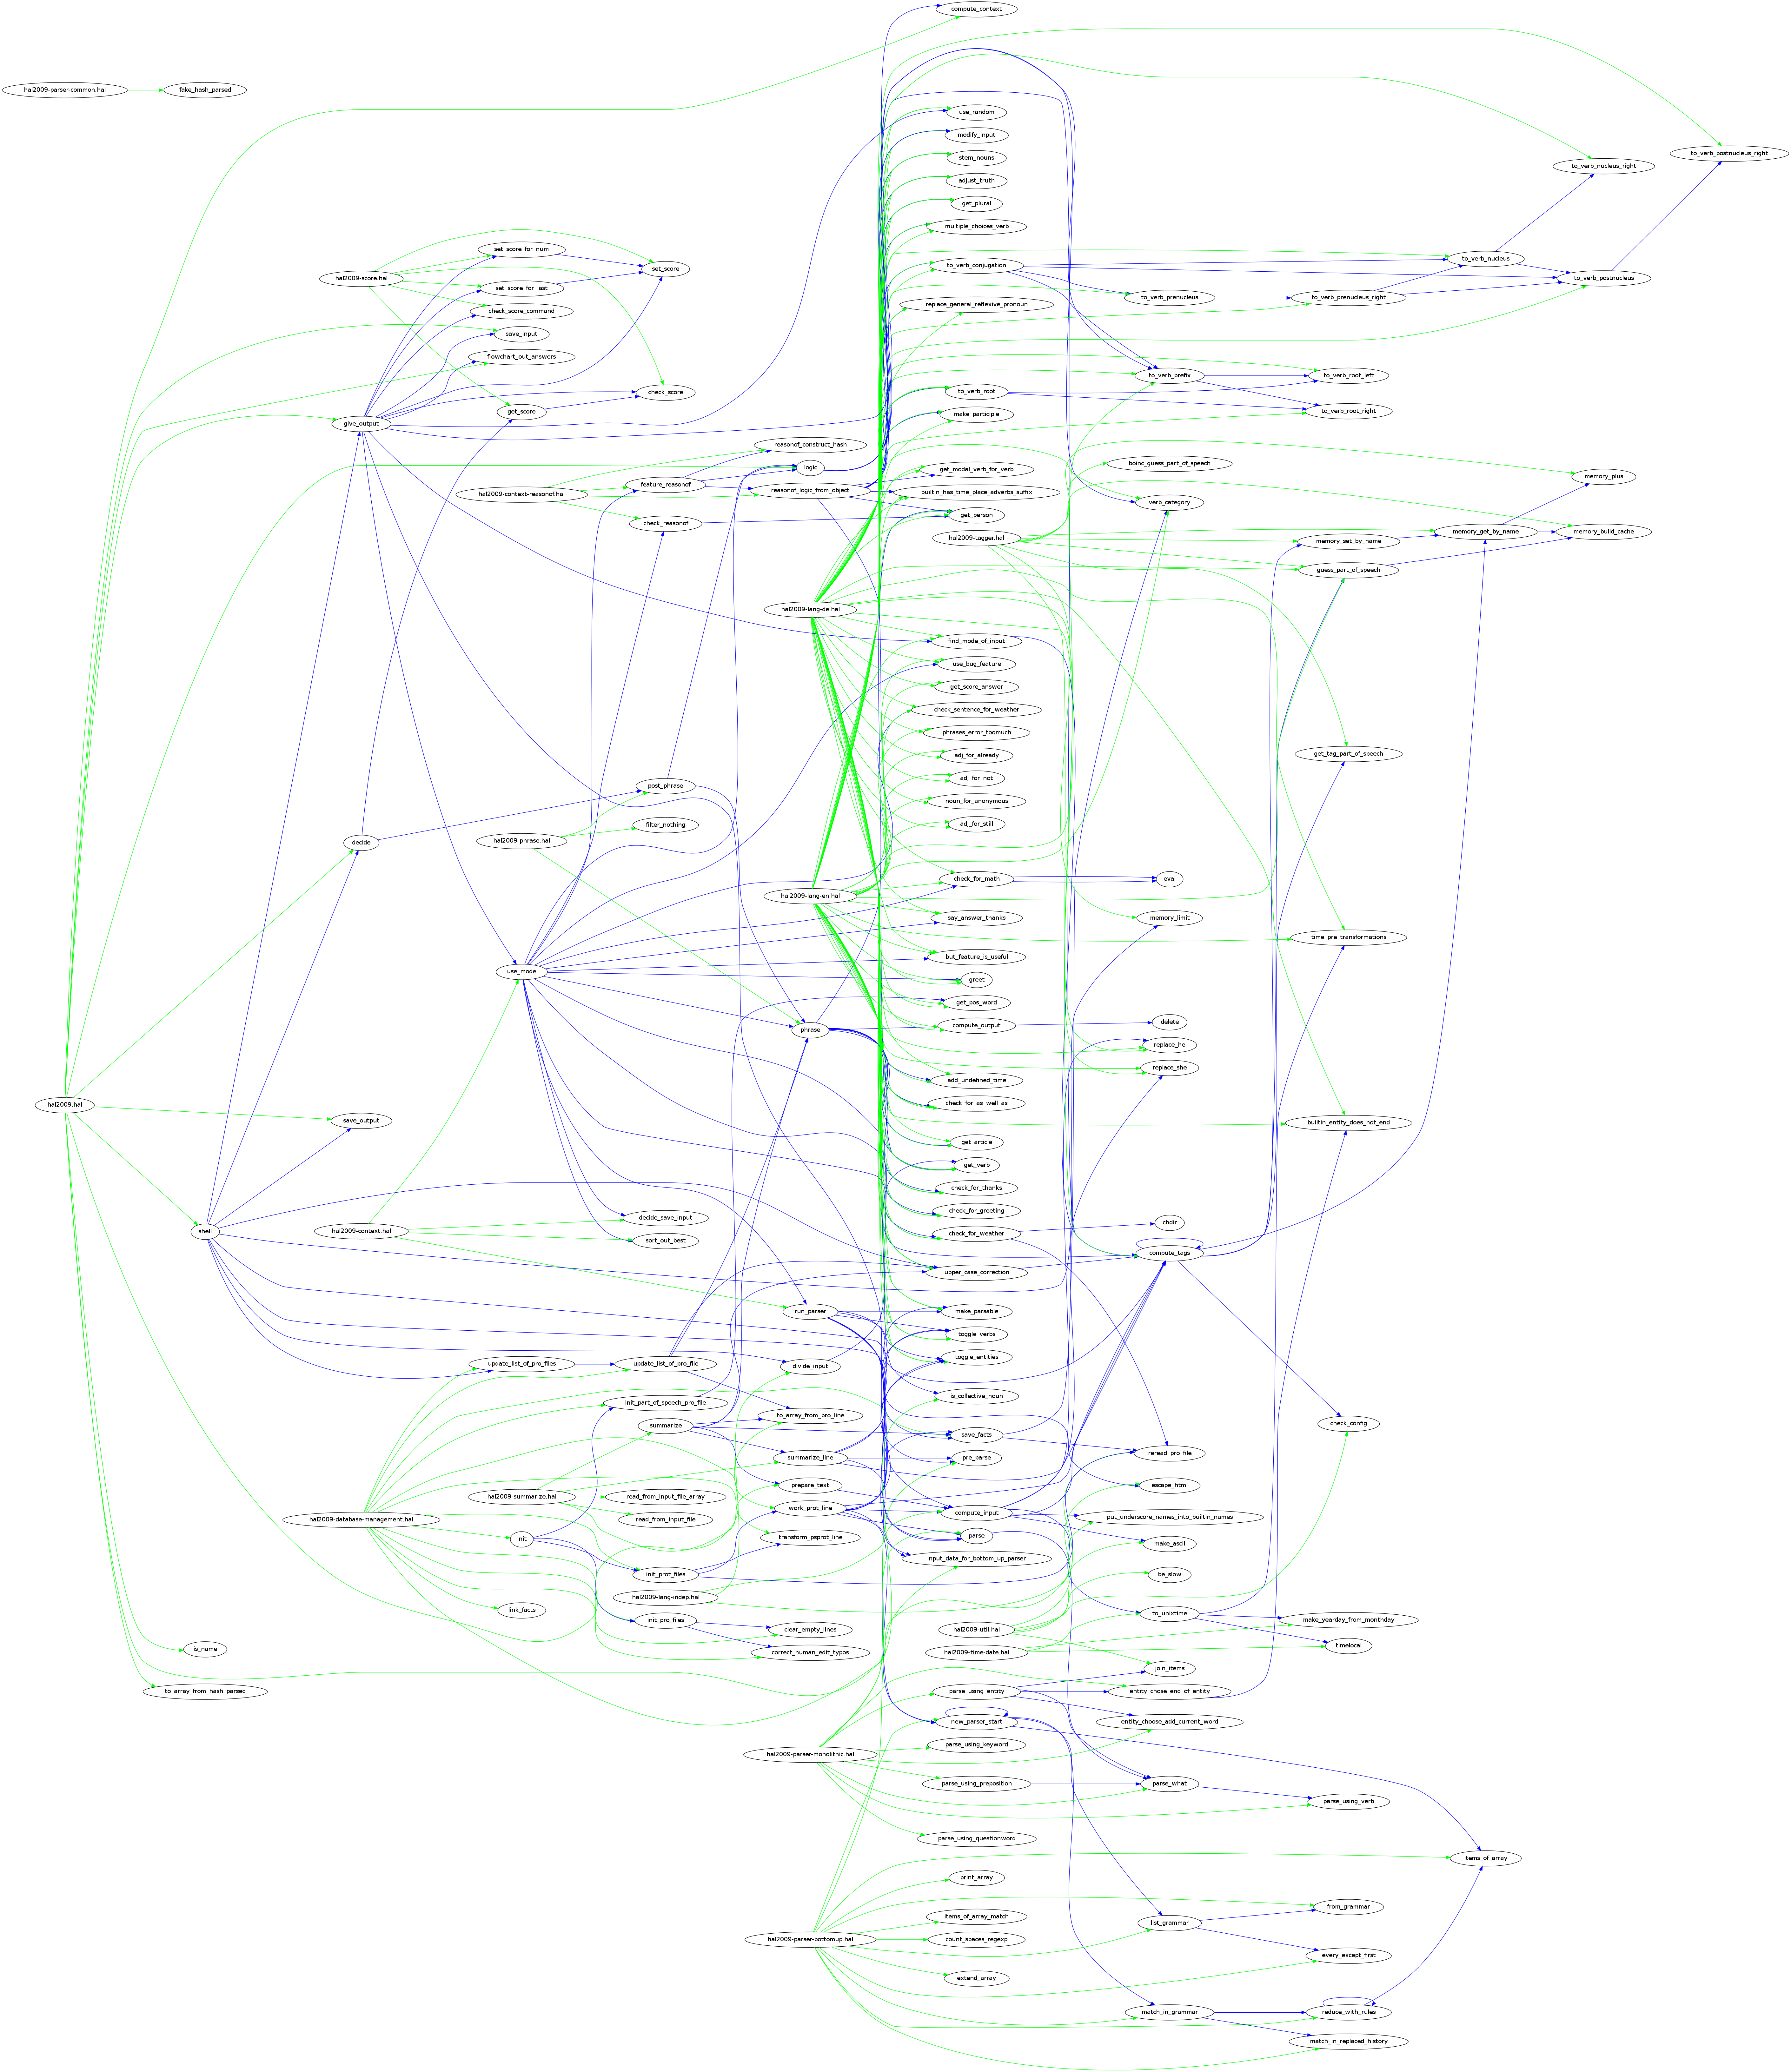 compute_context
hal2009-parser-common.hal
fake_hash_parsed
use_random
modify_input
to_verb_postnucleus_right
stem_nouns
to_verb_nucleus_right
adjust_truth
get_plural
multiple_choices_verb
set_score_for_num
to_verb_nucleus
hal2009-score.hal
set_score
to_verb_conjugation
to_verb_postnucleus
set_score_for_last
to_verb_prenucleus
to_verb_prenucleus_right
check_score_command
replace_general_reflexive_pronoun
save_input
flowchart_out_answers
to_verb_prefix
to_verb_root_left
check_score
to_verb_root
get_score
make_participle
to_verb_root_right
give_output
reasonof_construct_hash
logic
get_modal_verb_for_verb
boinc_guess_part_of_speech
memory_plus
feature_reasonof
hal2009-context-reasonof.hal
reasonof_logic_from_object
builtin_has_time_place_adverbs_suffix
verb_category
check_reasonof
get_person
memory_get_by_name
memory_build_cache
hal2009-tagger.hal
memory_set_by_name
guess_part_of_speech
hal2009-lang-de.hal
find_mode_of_input
use_bug_feature
get_score_answer
check_sentence_for_weather
phrases_error_toomuch
adj_for_already
get_tag_part_of_speech
post_phrase
adj_for_not
noun_for_anonymous
filter_nothing
adj_for_still
decide
hal2009-phrase.hal
check_for_math
eval
hal2009-lang-en.hal
say_answer_thanks
memory_limit
time_pre_transformations
but_feature_is_useful
use_mode
greet
get_pos_word
phrase
compute_output
delete
replace_he
replace_she
hal2009.hal
add_undefined_time
check_for_as_well_as
save_output
builtin_entity_does_not_end
get_article
get_verb
check_for_thanks
decide_save_input
check_for_greeting
chdir
shell
hal2009-context.hal
sort_out_best
check_for_weather
compute_tags
upper_case_correction
run_parser
make_parsable
toggle_verbs
update_list_of_pro_files
update_list_of_pro_file
divide_input
toggle_entities
init_part_of_speech_pro_file
is_collective_noun
to_array_from_pro_line
summarize
save_facts
check_config
summarize_line
pre_parse
reread_pro_file
prepare_text
escape_html
hal2009-summarize.hal
read_from_input_file_array
work_prot_line
compute_input
put_underscore_names_into_builtin_names
hal2009-database-management.hal
read_from_input_file
init
transform_psprot_line
parse
make_ascii
input_data_for_bottom_up_parser
init_prot_files
be_slow
hal2009-lang-indep.hal
link_facts
init_pro_files
clear_empty_lines
hal2009-util.hal
to_unixtime
make_yearday_from_monthday
is_name
correct_human_edit_typos
hal2009-time-date.hal
timelocal
join_items
to_array_from_hash_parsed
parse_using_entity
entity_chose_end_of_entity
new_parser_start
entity_choose_add_current_word
parse_using_keyword
hal2009-parser-monolithic.hal
parse_using_preposition
parse_what
parse_using_verb
parse_using_questionword
items_of_array
print_array
from_grammar
items_of_array_match
list_grammar
hal2009-parser-bottomup.hal
count_spaces_regexp
every_except_first
extend_array
match_in_grammar
reduce_with_rules
match_in_replaced_history